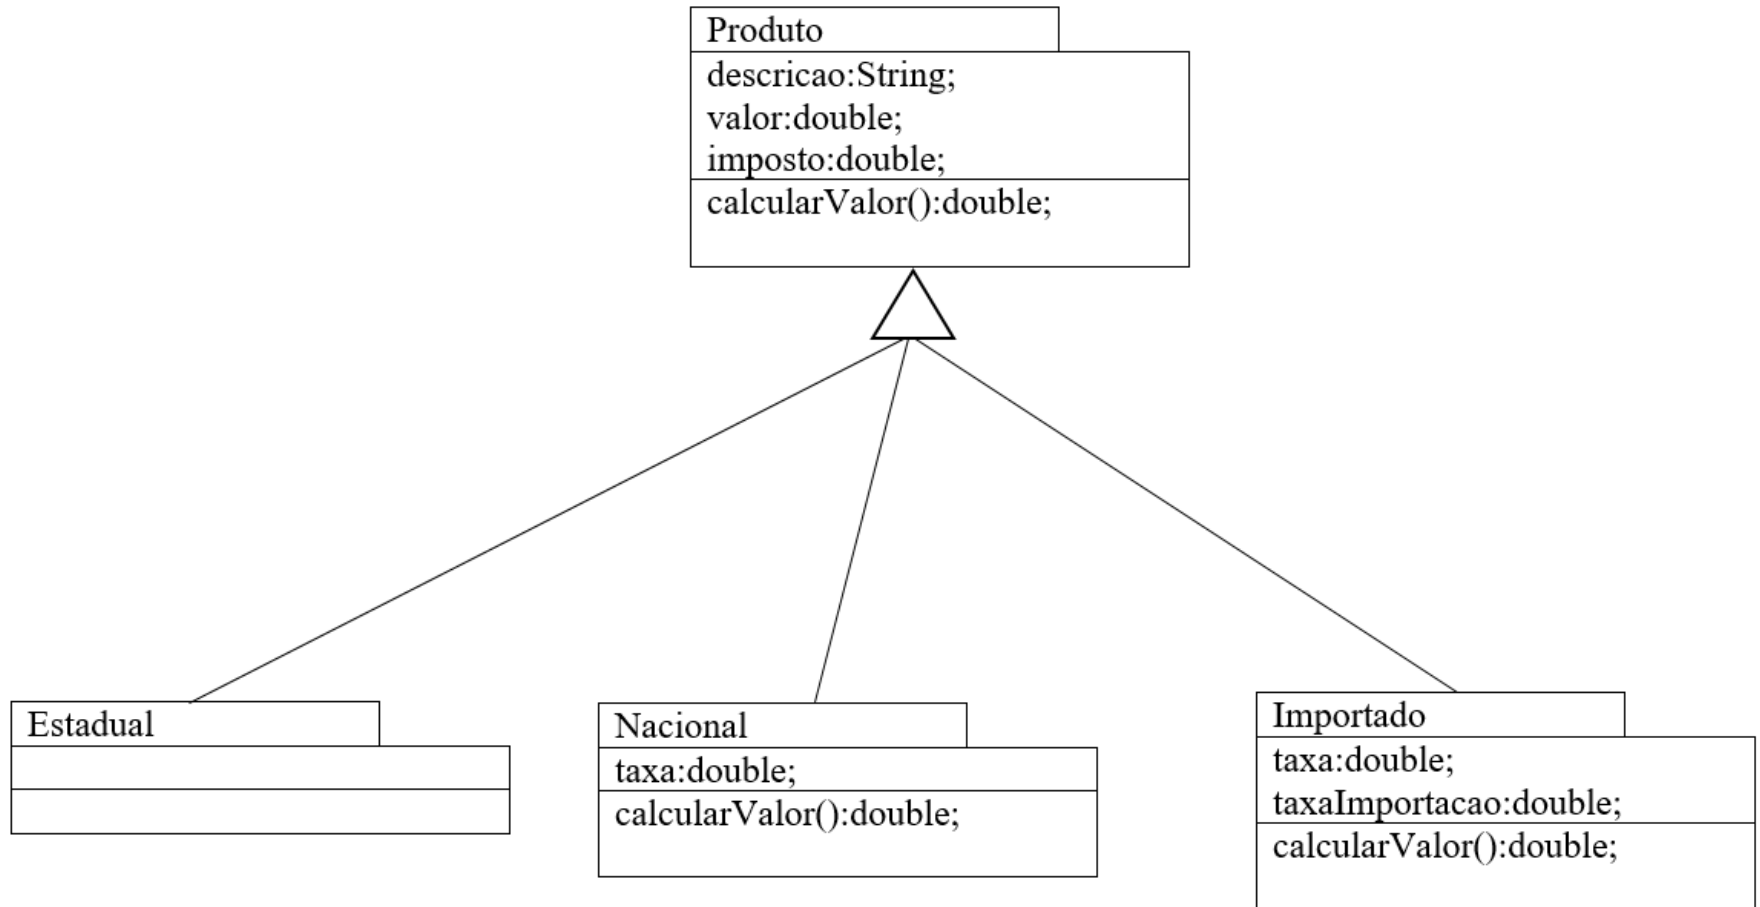 Produto
descricao:String;
valor:double;
imposto:double;
calcularValor():double;
Estadual
Nacional
taxa:double;
calcularValor():double;
Importado
taxa:double;
taxaImportacao:double;
calcularValor():double;